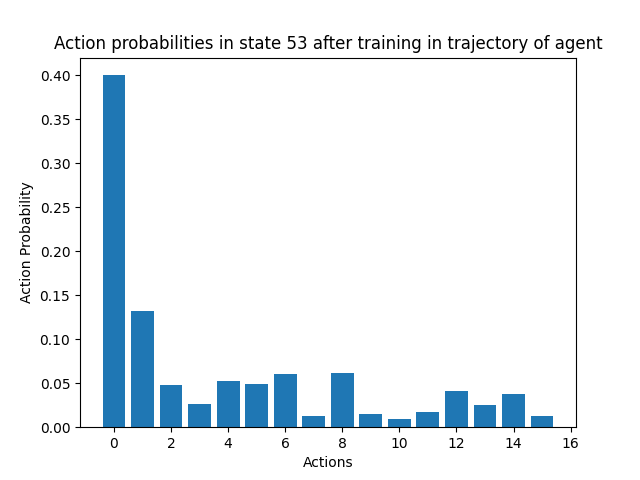 Action probabilities in state 53 after training in trajectory of agent
0.40
0.35
0.30
0.25
0.20
0.15
0.10
0.05
0.00
Action Probability
0 2 4 6 8 10 12 14 16
Actions